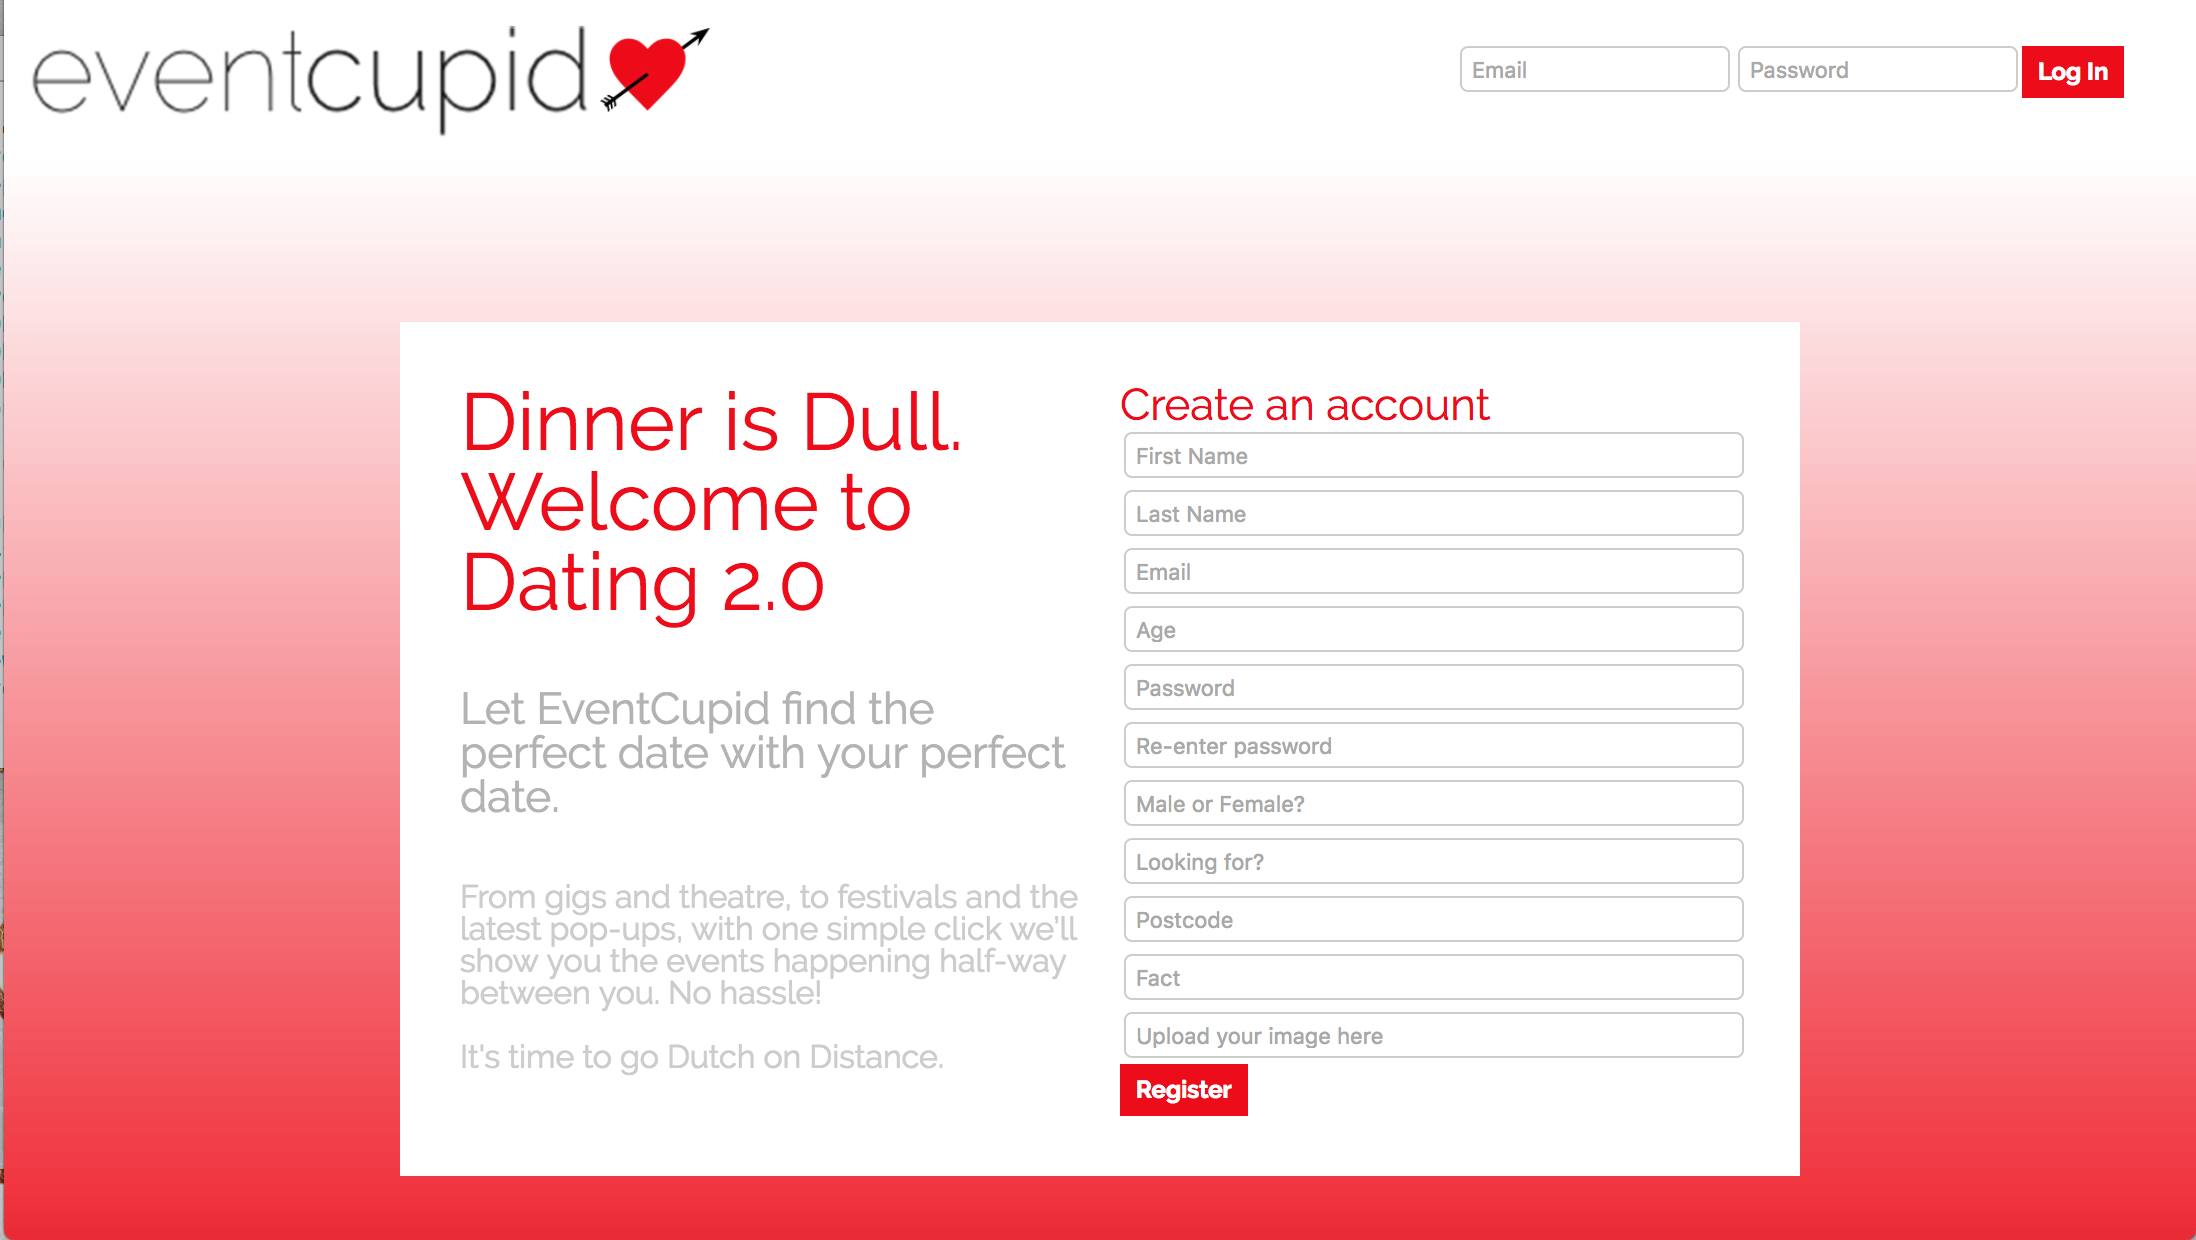 eventcupid
Email
Password
Log In
Dinner is Dull.
Welcome to
Dating 2.0
Let EventCupid find the
perfect date with your perfect
date.
From gigs and theatre, to festivals and the
latest pop-ups, with one simple click we'll
show you the events happening half-way
between you. No hassle!
It's time to go Dutch on Distance.
Create an account
First Name
Last Name
Email
Age
Password
Re-enter password
Male or Female?
Looking for?
Postcode
Fact
Upload your image here
Register